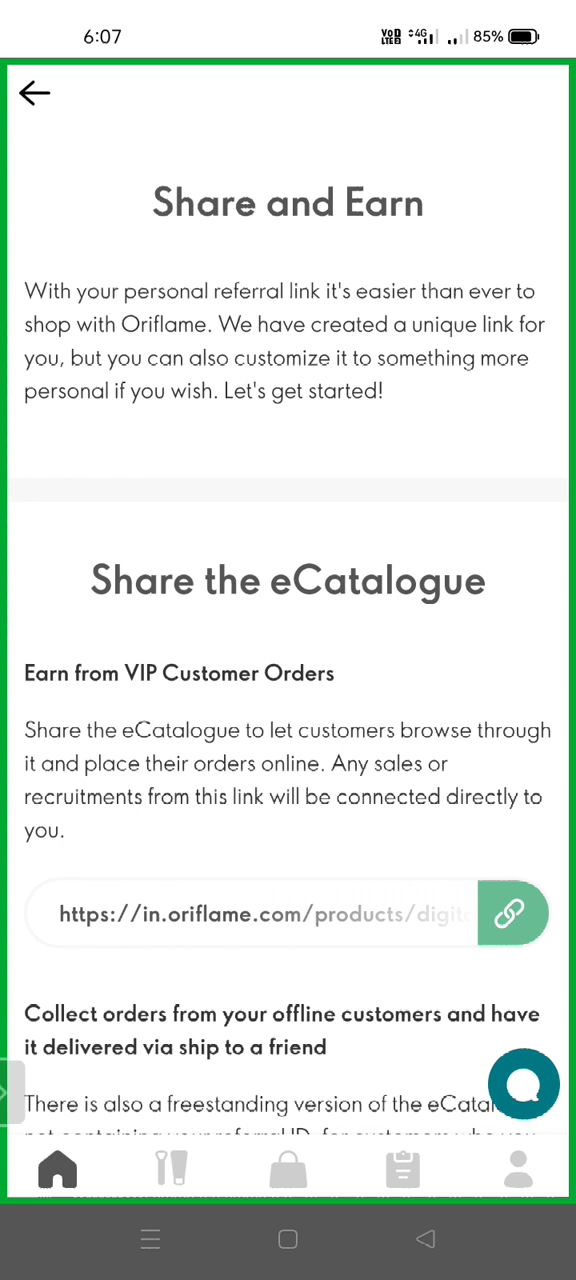 6:07
VoD LTE2 4G 85%
Share and Earn
With your personal referral link it's easier than ever to
shop with Oriflame. We have created a unique link for
you, but you can also customize it to something more
personal if you wish. Let's get started!
Share the eCatalogue
Earn from VIP Customer Orders
Share the eCatalogue to let customers browse through
it and place their orders online. Any sales or
recruitments from this link will be connected directly to
you.
https://in.oriflame.com/products/digit
Collect orders from your offline customers and have
it delivered via ship to a friend
There is also a freestanding version of the eCatal